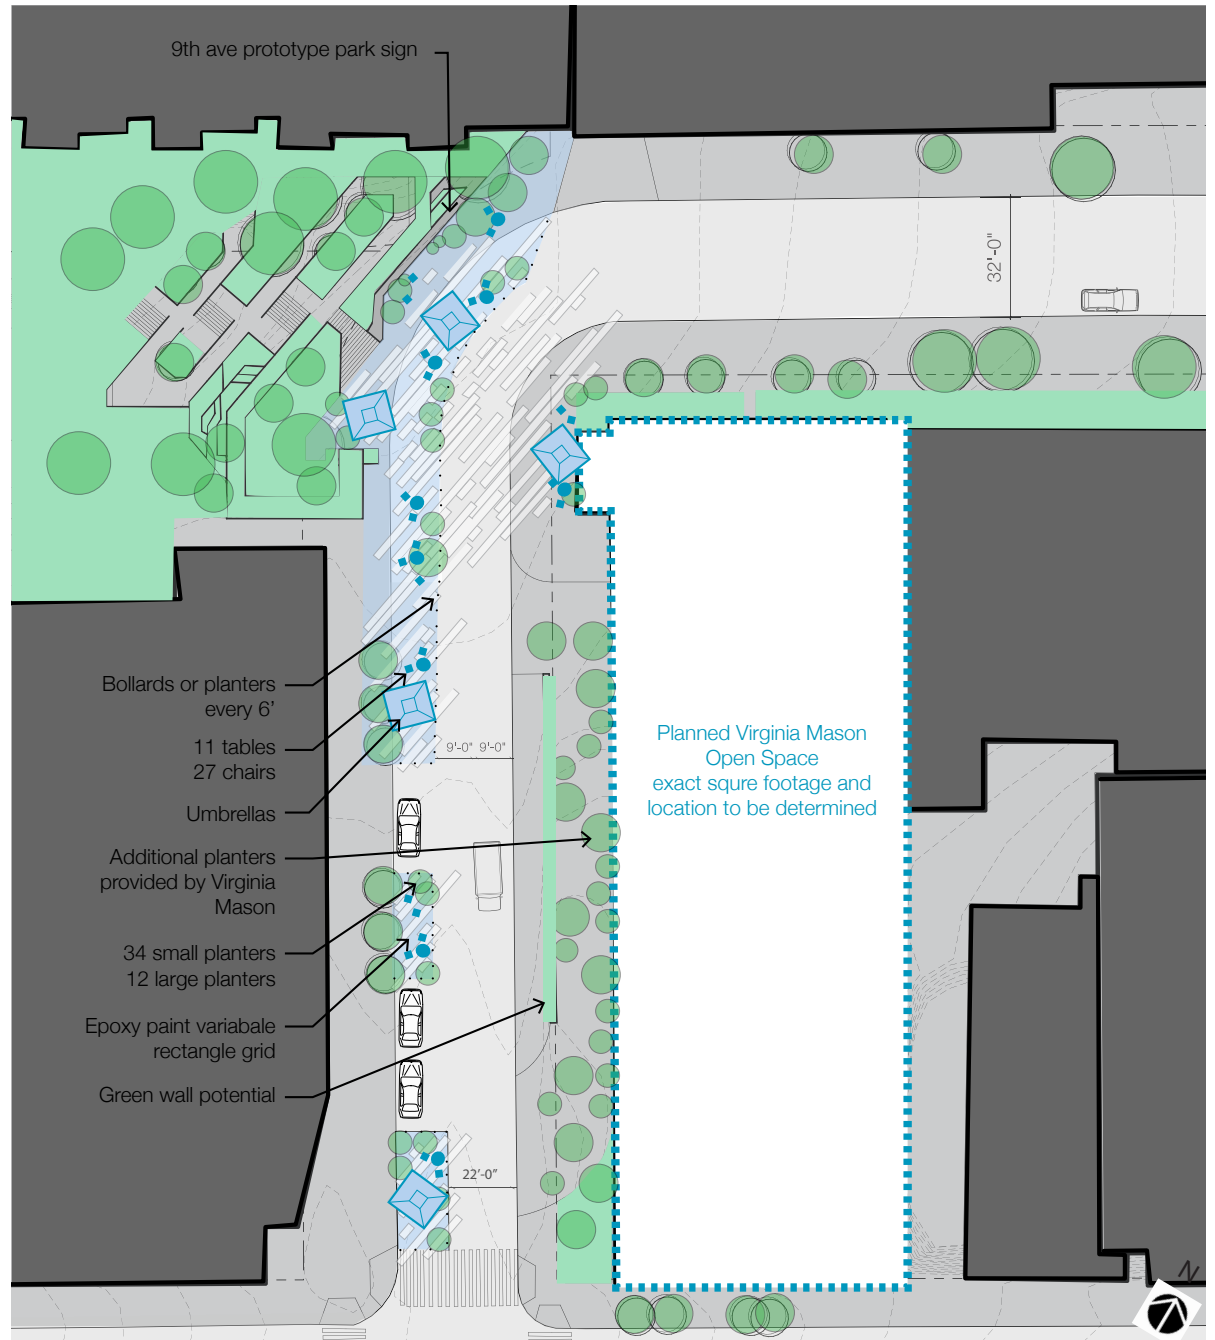 9th ave prototype park sign
32'-0"
Bollards or planters
every 6'
11 tables
27 chairs
Umbrellas
Additional planters
provided by Virginia
Mason
34 small planters
12 large planters
Epoxy paint variabale
rectangle grid
Green wall potential
9'-0" 9'-0"
Planned Virginia Mason
Open Space
exact squre footage and
location to be determined
22'-0"
N